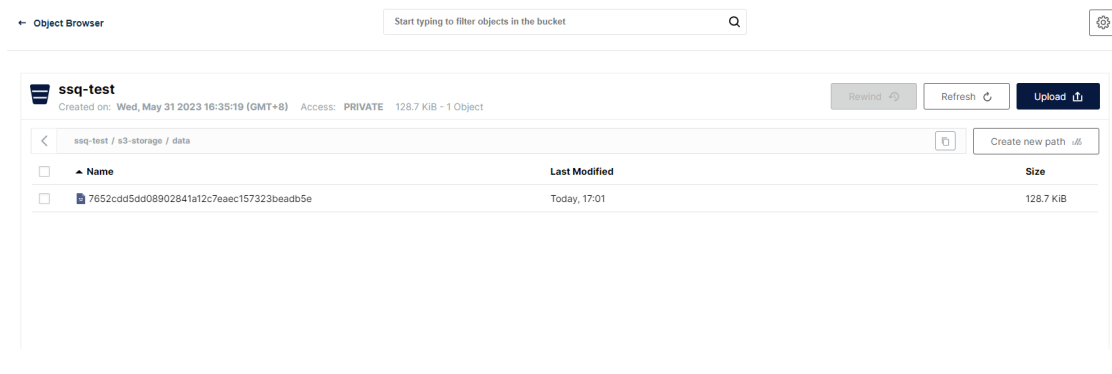 ← Object Browser
Start typing to filter objects in the bucket
ssq-test
Created on: Wed, May 31 2023 16:35:19 (GMT+8) Access: PRIVATE 128.7 KiB - 1 Object
Rewind
Refresh
Upload
ssq-test / s3-storage / data
Create new path
Name Last Modified Size
7652cdd5dd08902841a12c7eaec157323beadb5e Today, 17:01 128.7 KiB